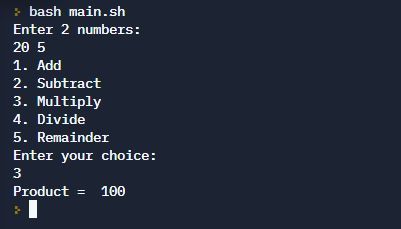 > bash main.sh
Enter 2 numbers:
20 5
1. Add
2. Subtract
3. Multiply
4. Divide
5. Remainder
Enter your choice:
3
Product =  100
>